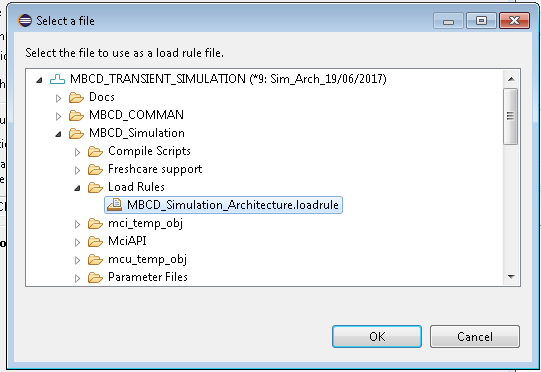 Select a file
Select the file to use as a load rule file.
MBCD_TRANSIENT_SIMULATION (*9: Sim_Arch_19/06/2017)
Docs
MBCD_COMMAN
MBCD_Simulation
Compile Scripts
Freshcare support
Load Rules
MBCD_Simulation_Architecture.loadrule
mci_temp_obj
MciAPI
mcu_temp_obj
Parameter Files
OK
Cancel